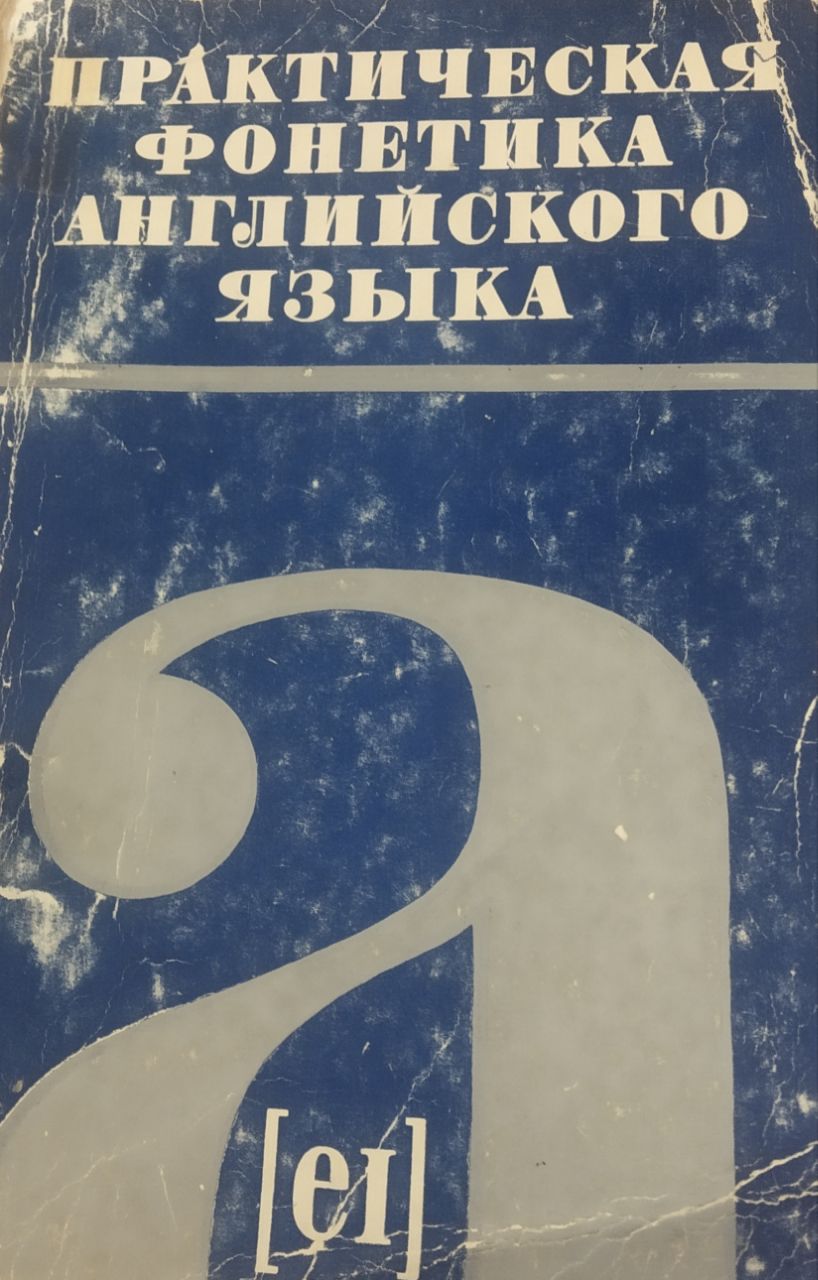 ПРАКТИЧЕСКАЯ
ФОНЕТИКА
АНГЛИЙСКОГО
ЯЗЫКА
a
[eɪ]